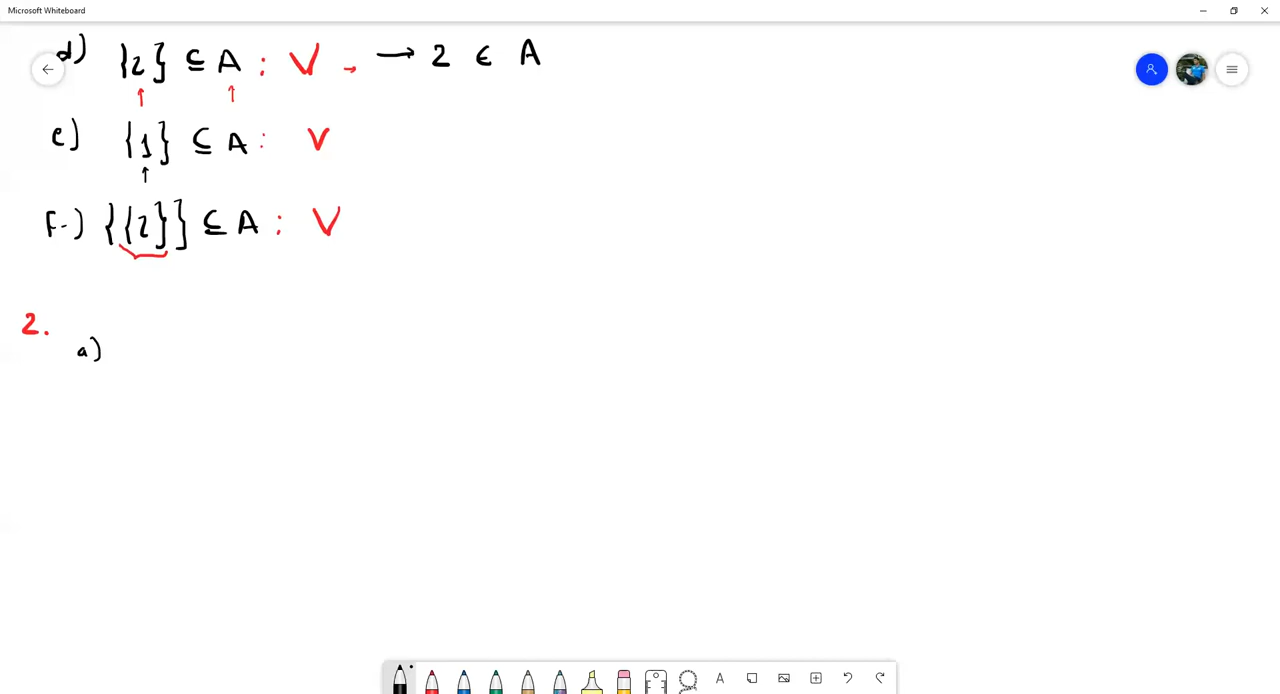 Microsoft Whiteboard
d) {2} ⊆ A : V → → 2 ∈ A
e) {1} ⊆ A : V
F-) {{2}} ⊆ A : V
2.
a)